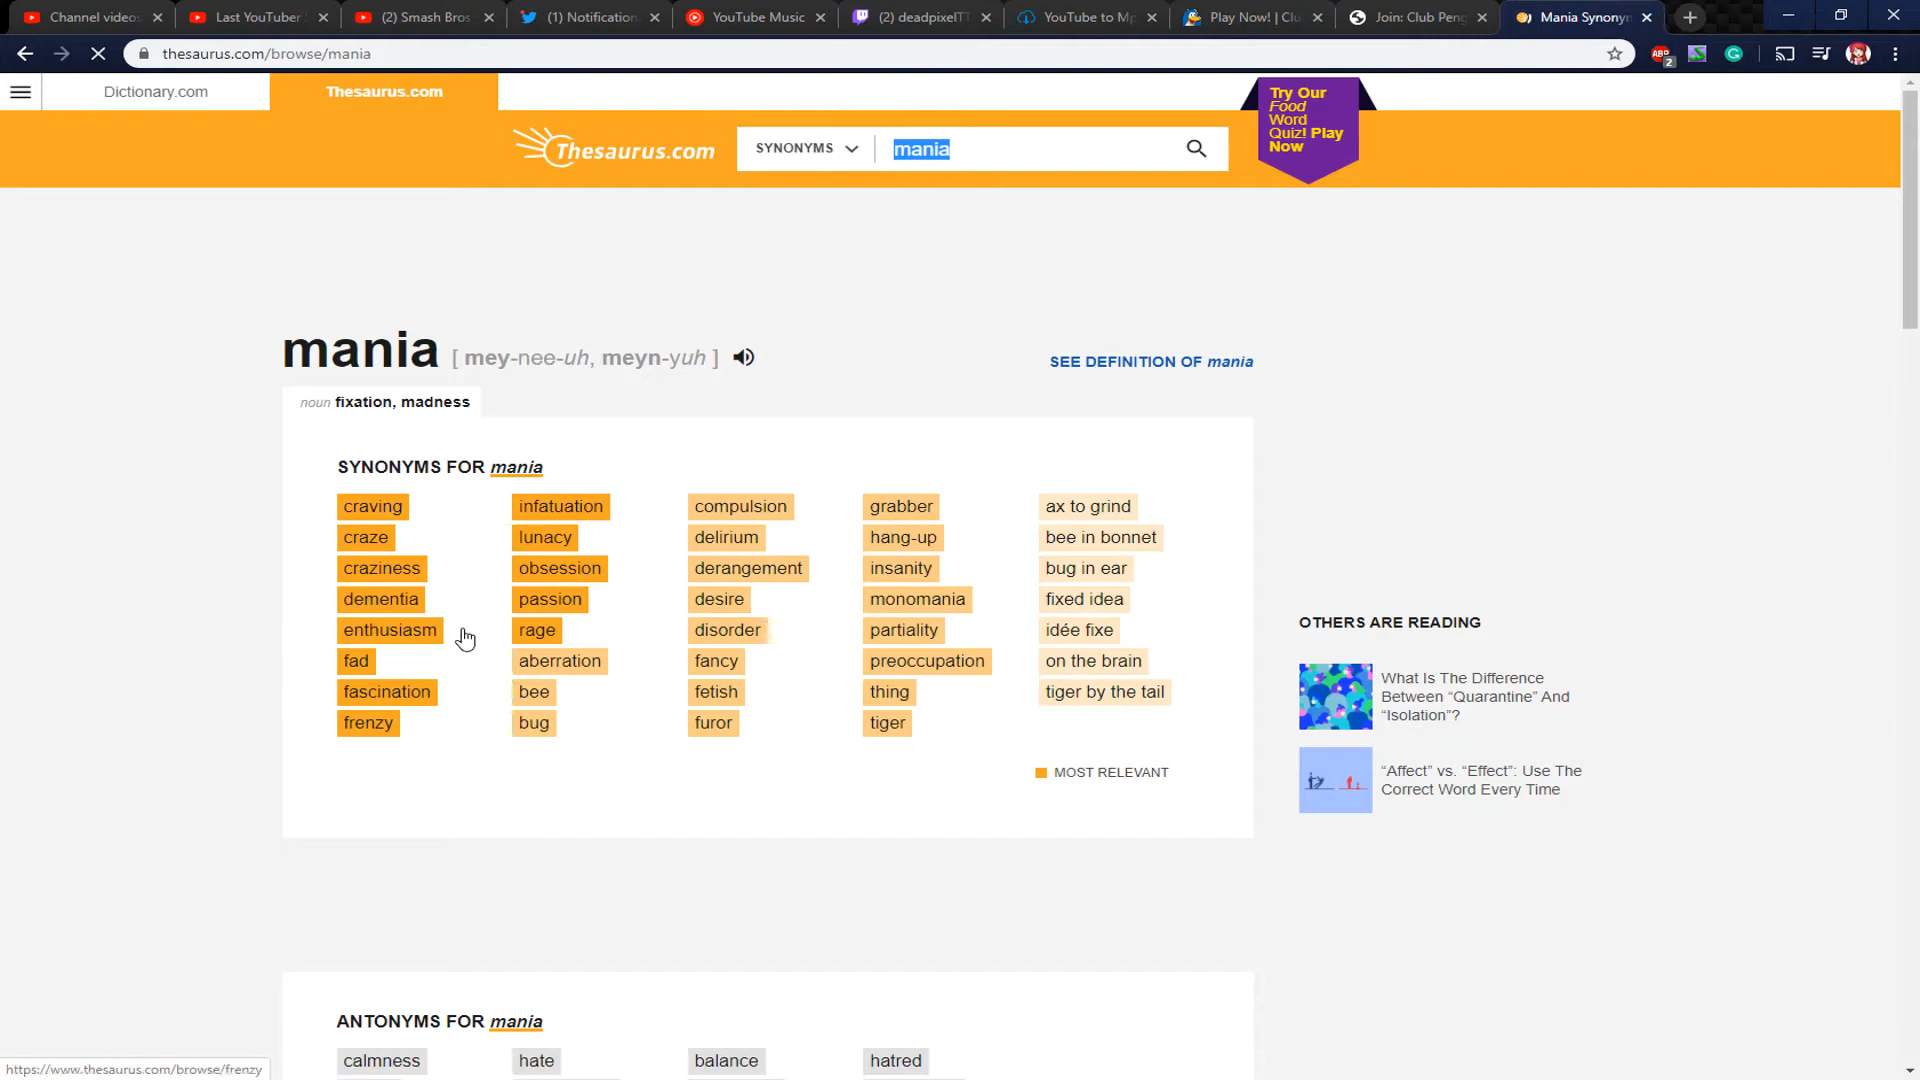 Channel videos
Last YouTuber
(2) Smash Bros
(1) Notification
YouTube Music
(2) deadpixelTT
YouTube to Mp
Play Now! | Clu
Join: Club Peng
Mania Synonym
thesaurus.com/browse/mania
ABP
2
Dictionary.com
Thesaurus.com
Try Our
Food
Word
Quiz! Play
Now
Thesaurus.com
SYNONYMS
mania
mania [ mey-nee-uh, meyn-yuh ]
SEE DEFINITION OF mania
noun fixation, madness
SYNONYMS FOR mania
craving infatuation compulsion grabber ax to grind
craze lunacy delirium hang-up bee in bonnet
craziness obsession derangement insanity bug in ear
dementia passion desire monomania fixed idea
enthusiasm rage disorder partiality idée fixe
fad aberration fancy preoccupation on the brain
fascination bee fetish thing tiger by the tail
frenzy bug furor tiger
MOST RELEVANT
OTHERS ARE READING
What Is The Difference
Between “Quarantine” And
“Isolation”?
“Affect” vs. “Effect”: Use The
Correct Word Every Time
ANTONYMS FOR mania
calmness hate balance hatred
https://www.thesaurus.com/browse/frenzy